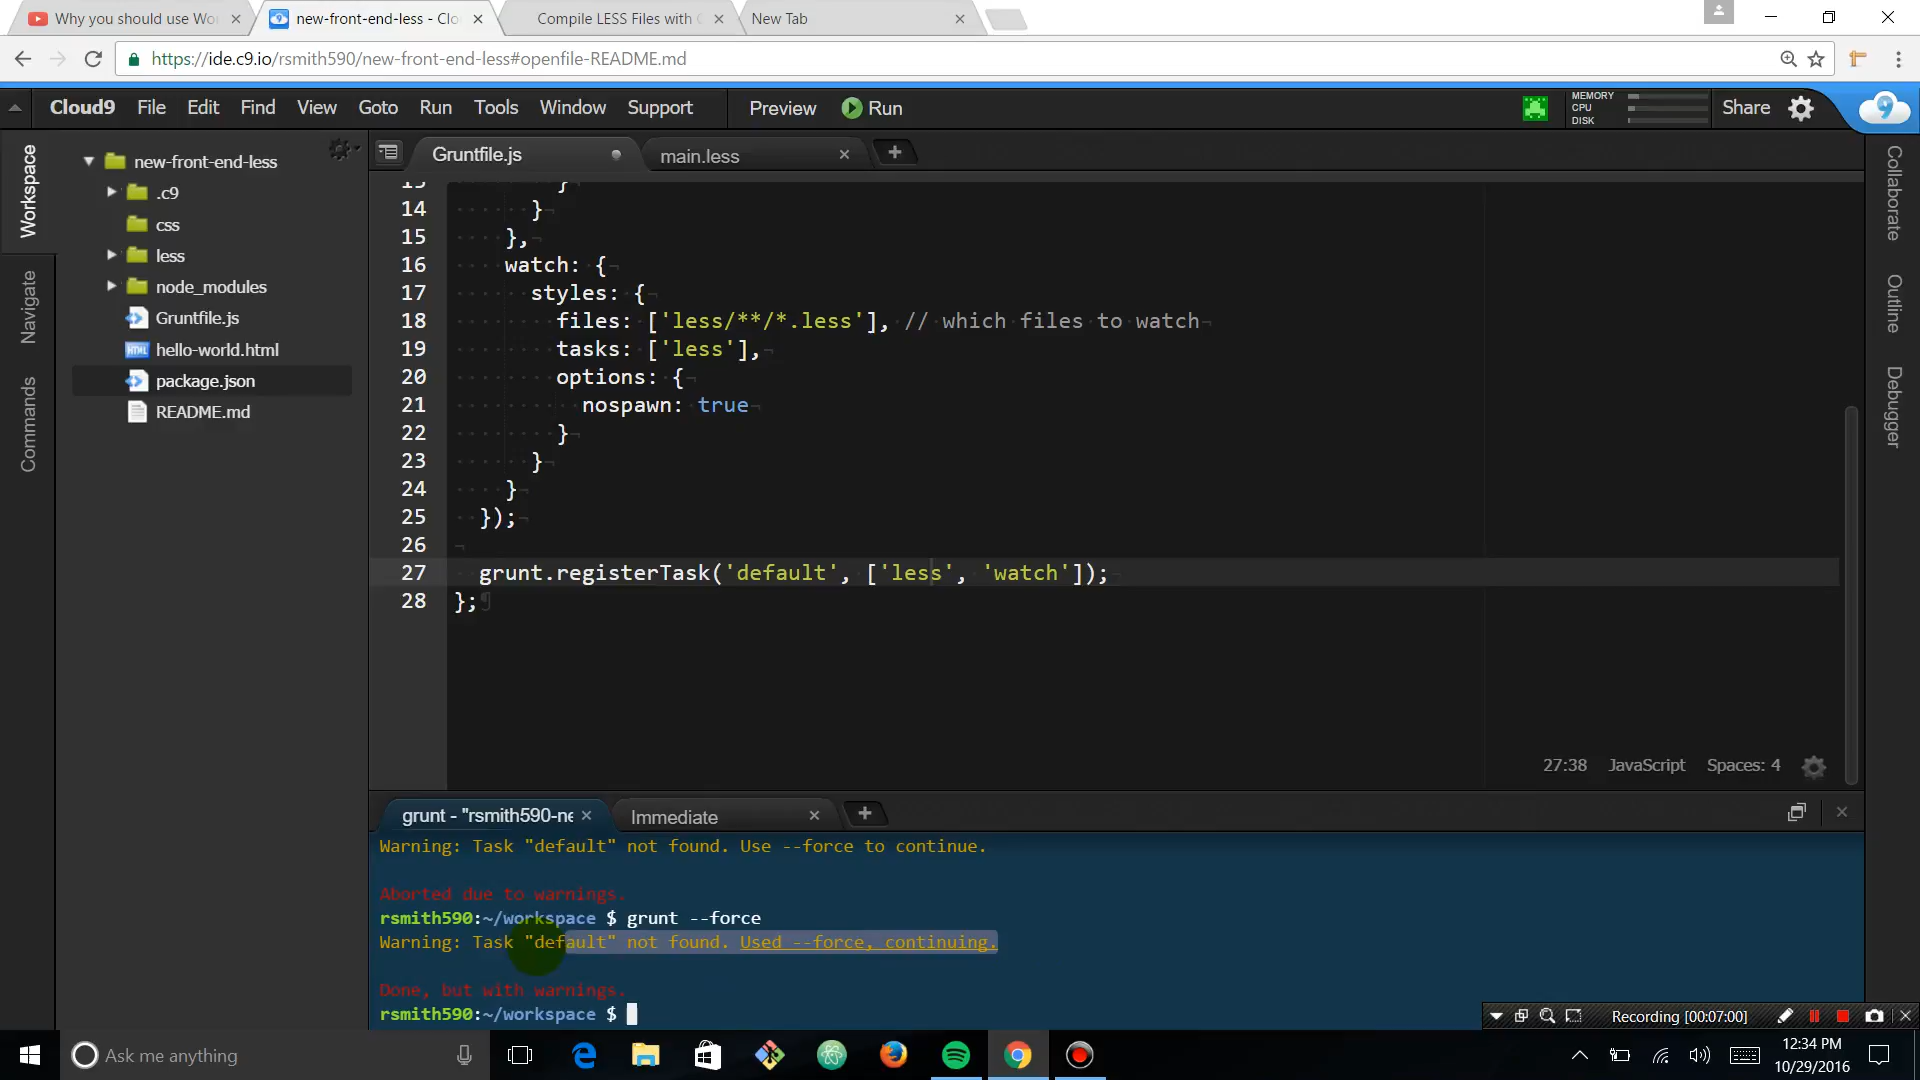 Why you should use Wo
new-front-end-less - Clo
Compile LESS Files with
New Tab
https://ide.c9.io/rsmith590/new-front-end-less#openfile-README.md
Cloud9 File Edit Find View Goto Run Tools Window Support Preview Run
MEMORY
CPU
DISK
Share
Workspace
Navigate
Commands
new-front-end-less
.c9
css
less
node_modules
Gruntfile.js
hello-world.html
package.json
README.md
Gruntfile.js
main.less
14 }
15 },
16 watch: {
17 styles: {
18 files: ['less/**/*.less'], // which files to watch
19 tasks: ['less'],
20 options: {
21 nospawn: true
22 }
23 }
24 }
25 });
26
27 grunt.registerTask('default', ['less', 'watch']);
28 };
27:38 JavaScript Spaces: 4
Collaborate
Outline
Debugger
grunt - "rsmith590-ne
Immediate
Warning: Task "default" not found. Use --force to continue.
Aborted due to warnings.
rsmith590:~/workspace $ grunt --force
Warning: Task "default" not found. Used --force, continuing.
Done, but with warnings.
rsmith590:~/workspace $
Recording [00:07:00]
Ask me anything
12:34 PM
10/29/2016